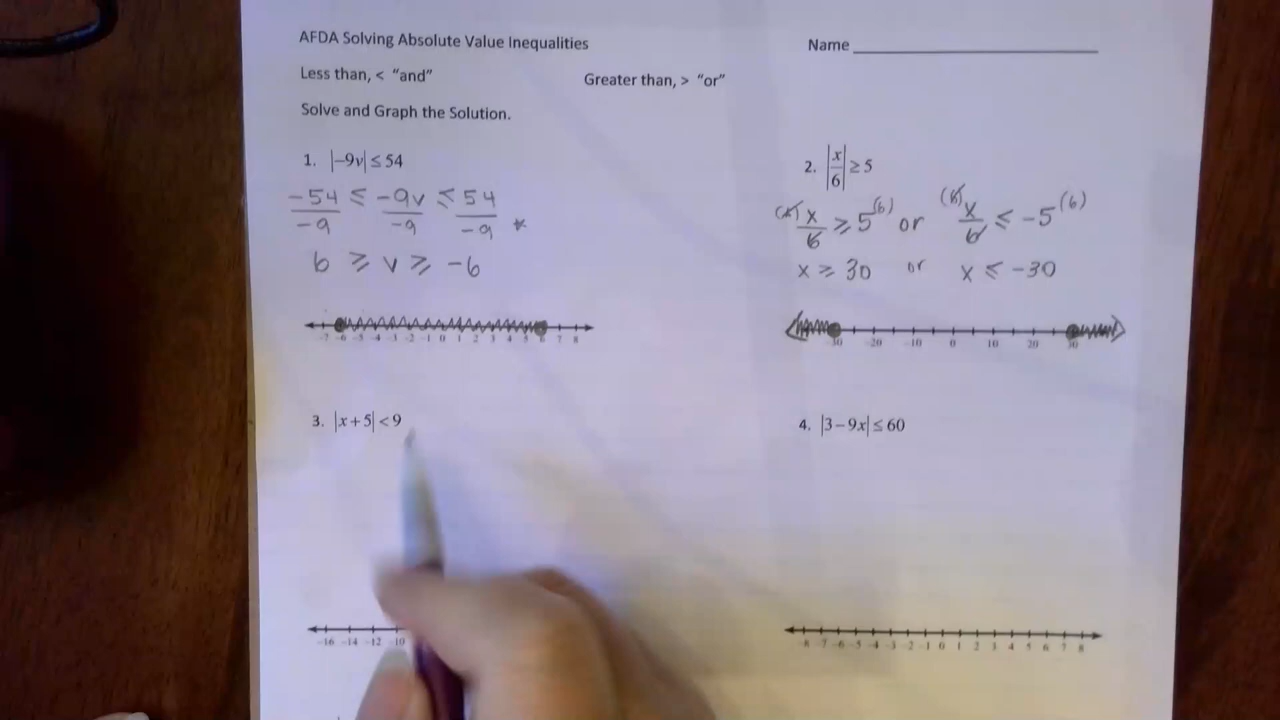 AFDA Solving Absolute Value Inequalities
Name
Less than, < "and"
Greater than, > "or"
Solve and Graph the Solution.
1. |−9v| ≤ 54
-54/-9 ≤ -9v/-9 ≤ 54/-9 *
6 ≥ v ≥ -6
-7 -6 -5 -4 -3 -2 -1 0 1 2 3 4 5 6 7 8
2. |x/6| ≥ 5
(6) x/6 ≥ 5 (6) or (6) x/6 ≤ -5 (6)
x ≥ 30 or x ≤ -30
-30 -20 -10 0 10 20 30
3. |x+5| < 9
-16 -14 -12 -10
4. |3−9x| ≤ 60
-8 -7 -6 -5 -4 -3 -2 -1 0 1 2 3 4 5 6 7 8